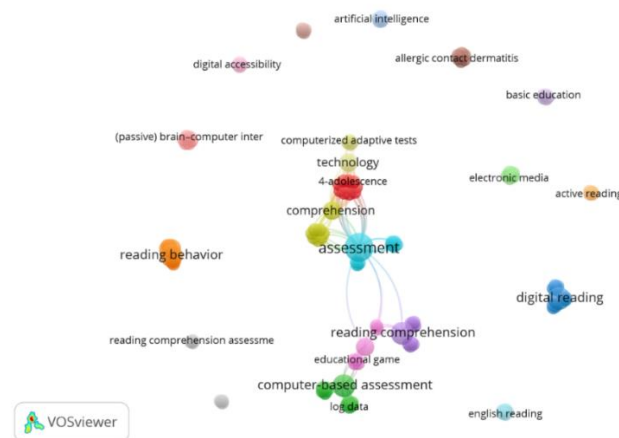 artificial intelligence
digital accessibility
allergic contact dermatitis
basic education
(passive) brain–computer inter
computerized adaptive tests
technology
4-adolescence
electronic media
active reading
comprehension
assessment
reading behavior
digital reading
reading comprehension
reading comprehension assessme
educational game
computer-based assessment
log data
english reading
VOSviewer